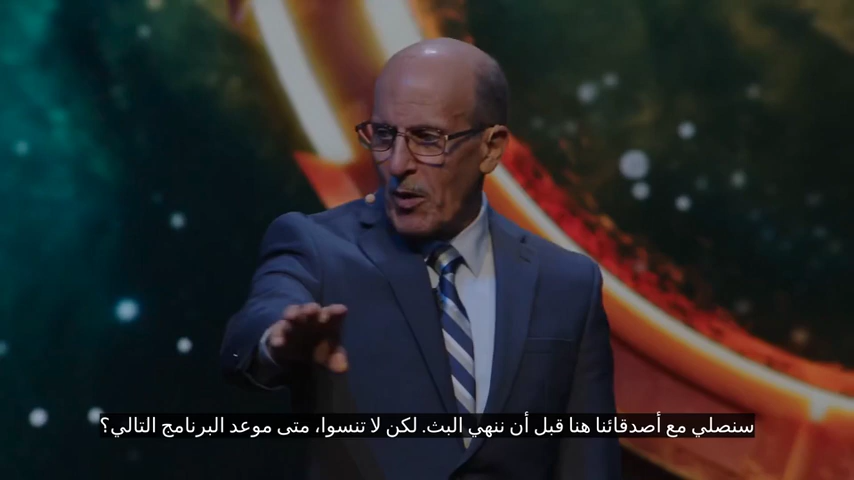 سنصلي مع أصدقائنا هنا قبل أن ننهي البث. لكن لا تنسوا، متى موعد البرنامج التالي؟